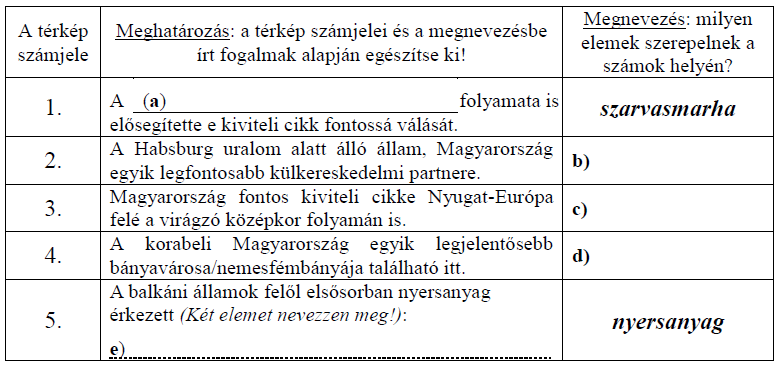 A térkép
számjele
Meghatározás: a térkép számjelei és a megnevezésbe
írt fogalmak alapján egészítse ki!
Megnevezés: milyen
elemek szerepelnek a
számok helyén?
1.
A (a) folyamata is
elősegítette e kiviteli cikk fontossá válását.
szarvasmarha
2.
A Habsburg uralom alatt álló állam, Magyarország
egyik legfontosabb külkereskedelmi partnere.
b)
3.
Magyarország fontos kiviteli cikke Nyugat-Európa
felé a virágzó középkor folyamán is.
c)
4.
A korabeli Magyarország egyik legjelentősebb
bányavárosa/nemesfémbányája található itt.
d)
5.
A balkáni államok felől elsősorban nyersanyag
érkezett (Két elemet nevezzen meg!):
e)
nyersanyag